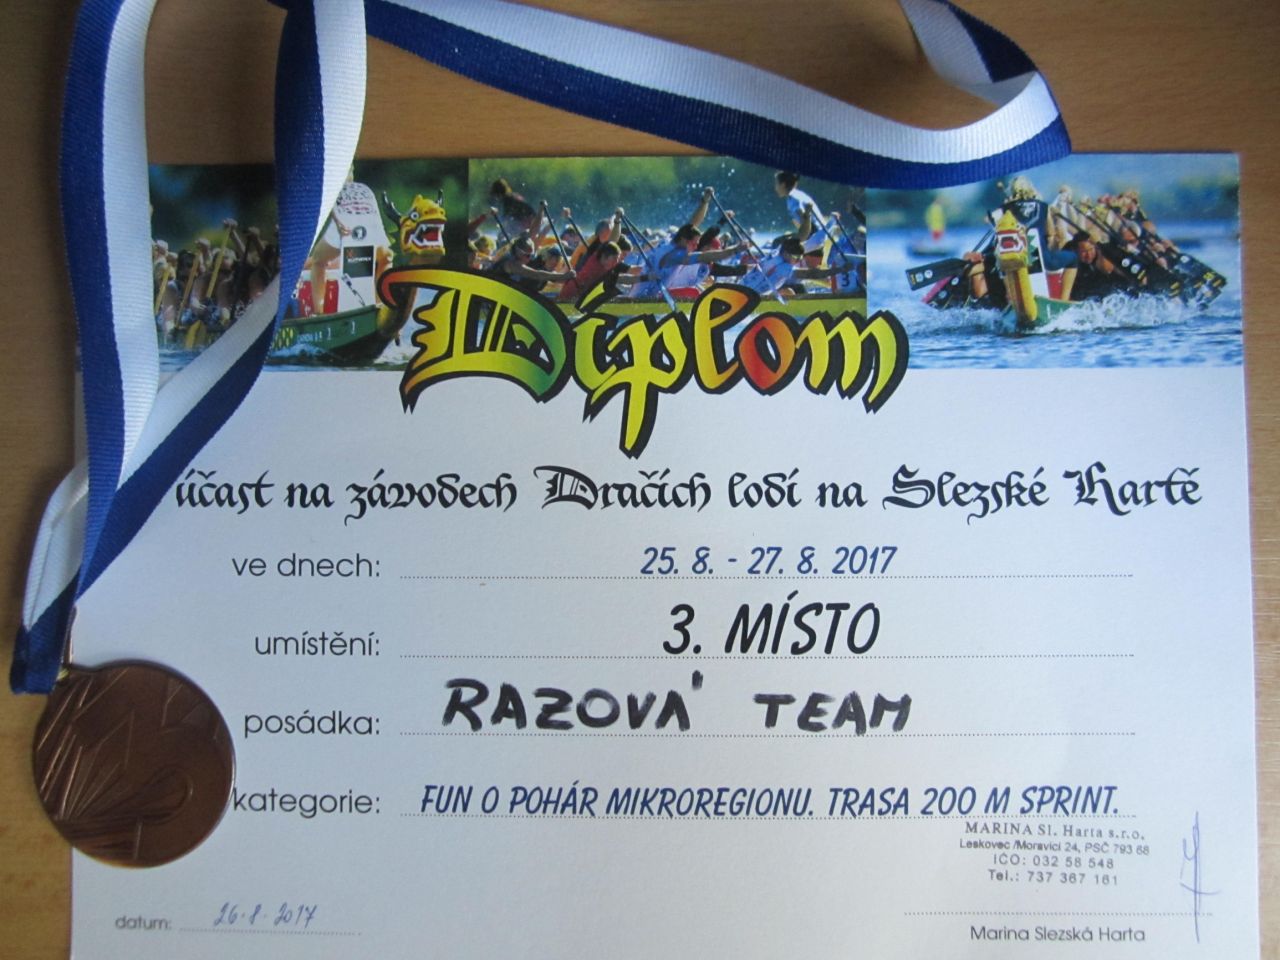 Diplom
účast na závodech Dračích lodí na Slezské Hartě
ve dnech: 25. 8. - 27. 8. 2017
umístění: 3. MÍSTO
posádka: RAZOVÁ TEAM
kategorie: FUN O POHÁR MIKROREGIONU. TRASA 200 M SPRINT.
MARINA Sl. Harta s.r.o.
Leskovec /Moravicí 24, PSČ 793 68
IČO: 032 58 548
Tel.: 737 367 161
datum: 26.8.2017
Marina Slezská Harta